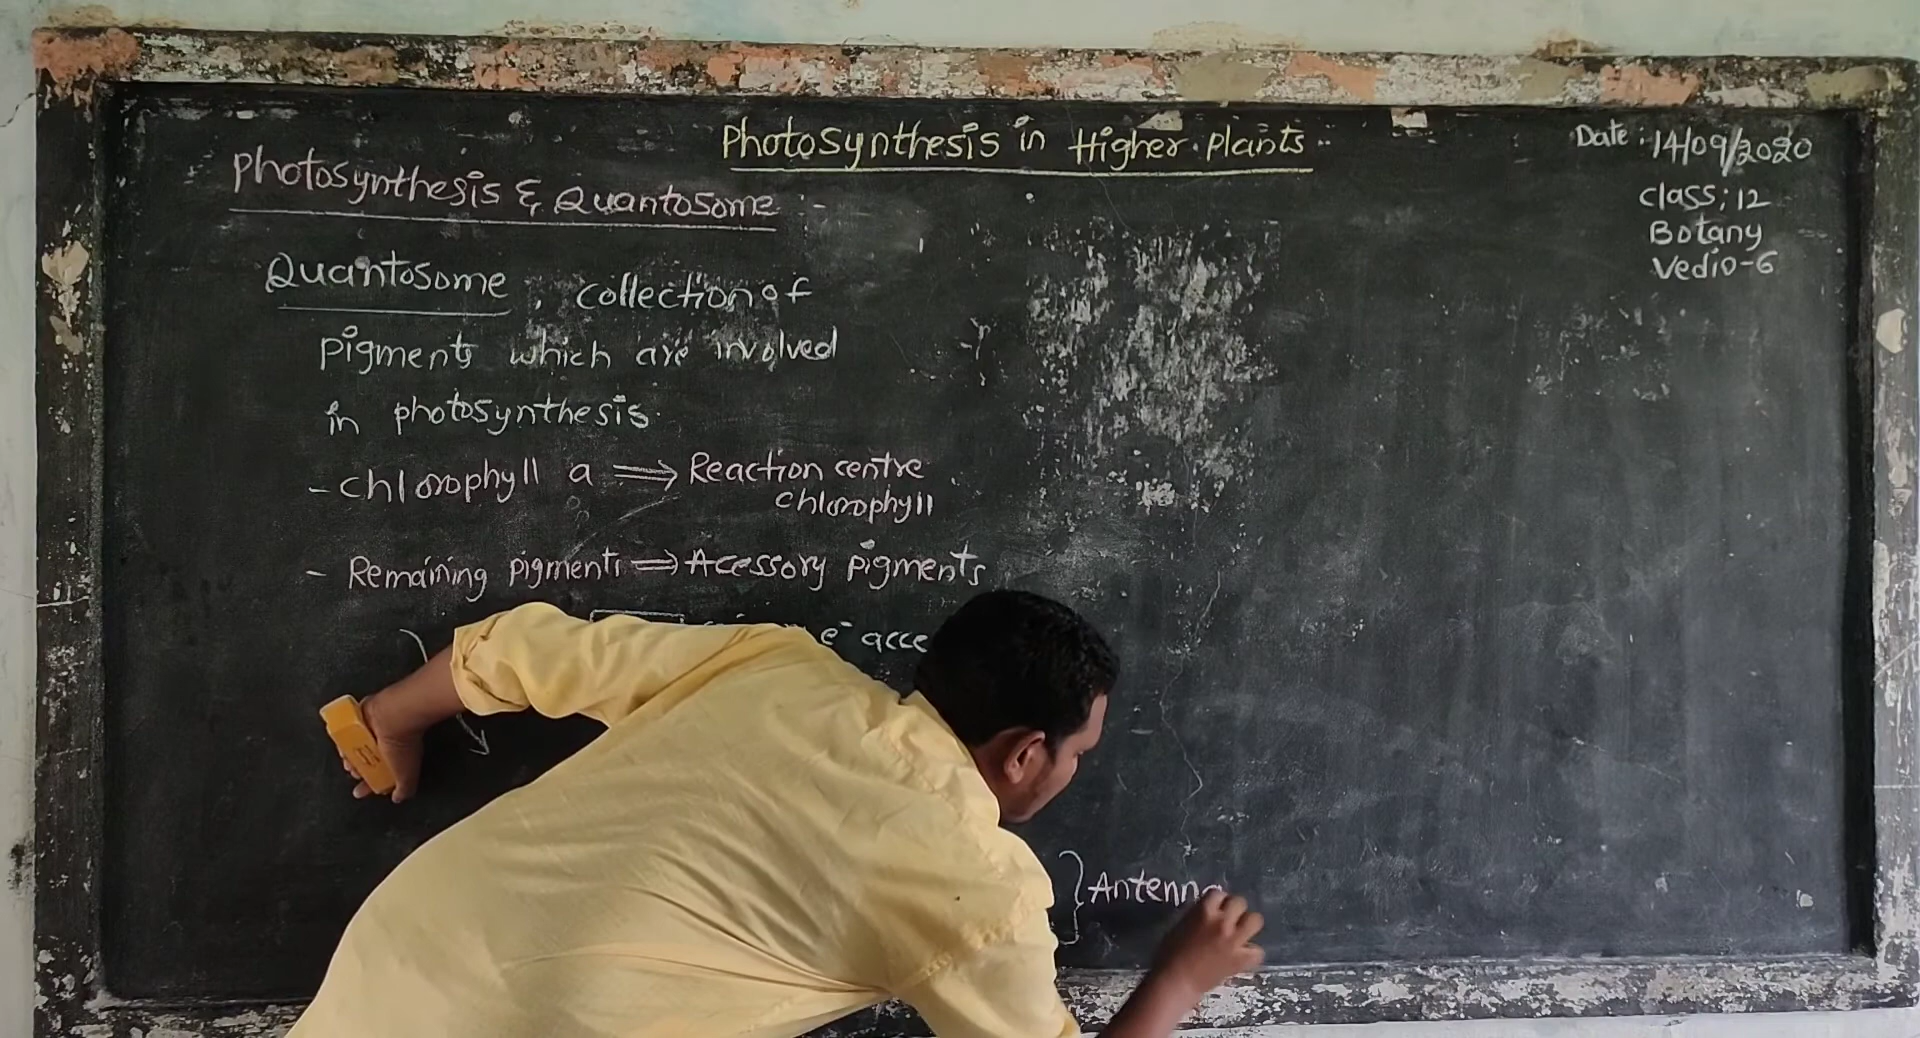 Photosynthesis in Higher Plants
Date: 14/09/2020
class: 12
Botany
Vedio-6
Photosynthesis & Quantosome :-
Quantosome, collection of
pigments which are involved
in photosynthesis.
- chlorophyll a ⇒ Reaction centre
chlorophyll
- Remaining pigments ⇒ Acessory pigments
e⁻ acce
} Antenna